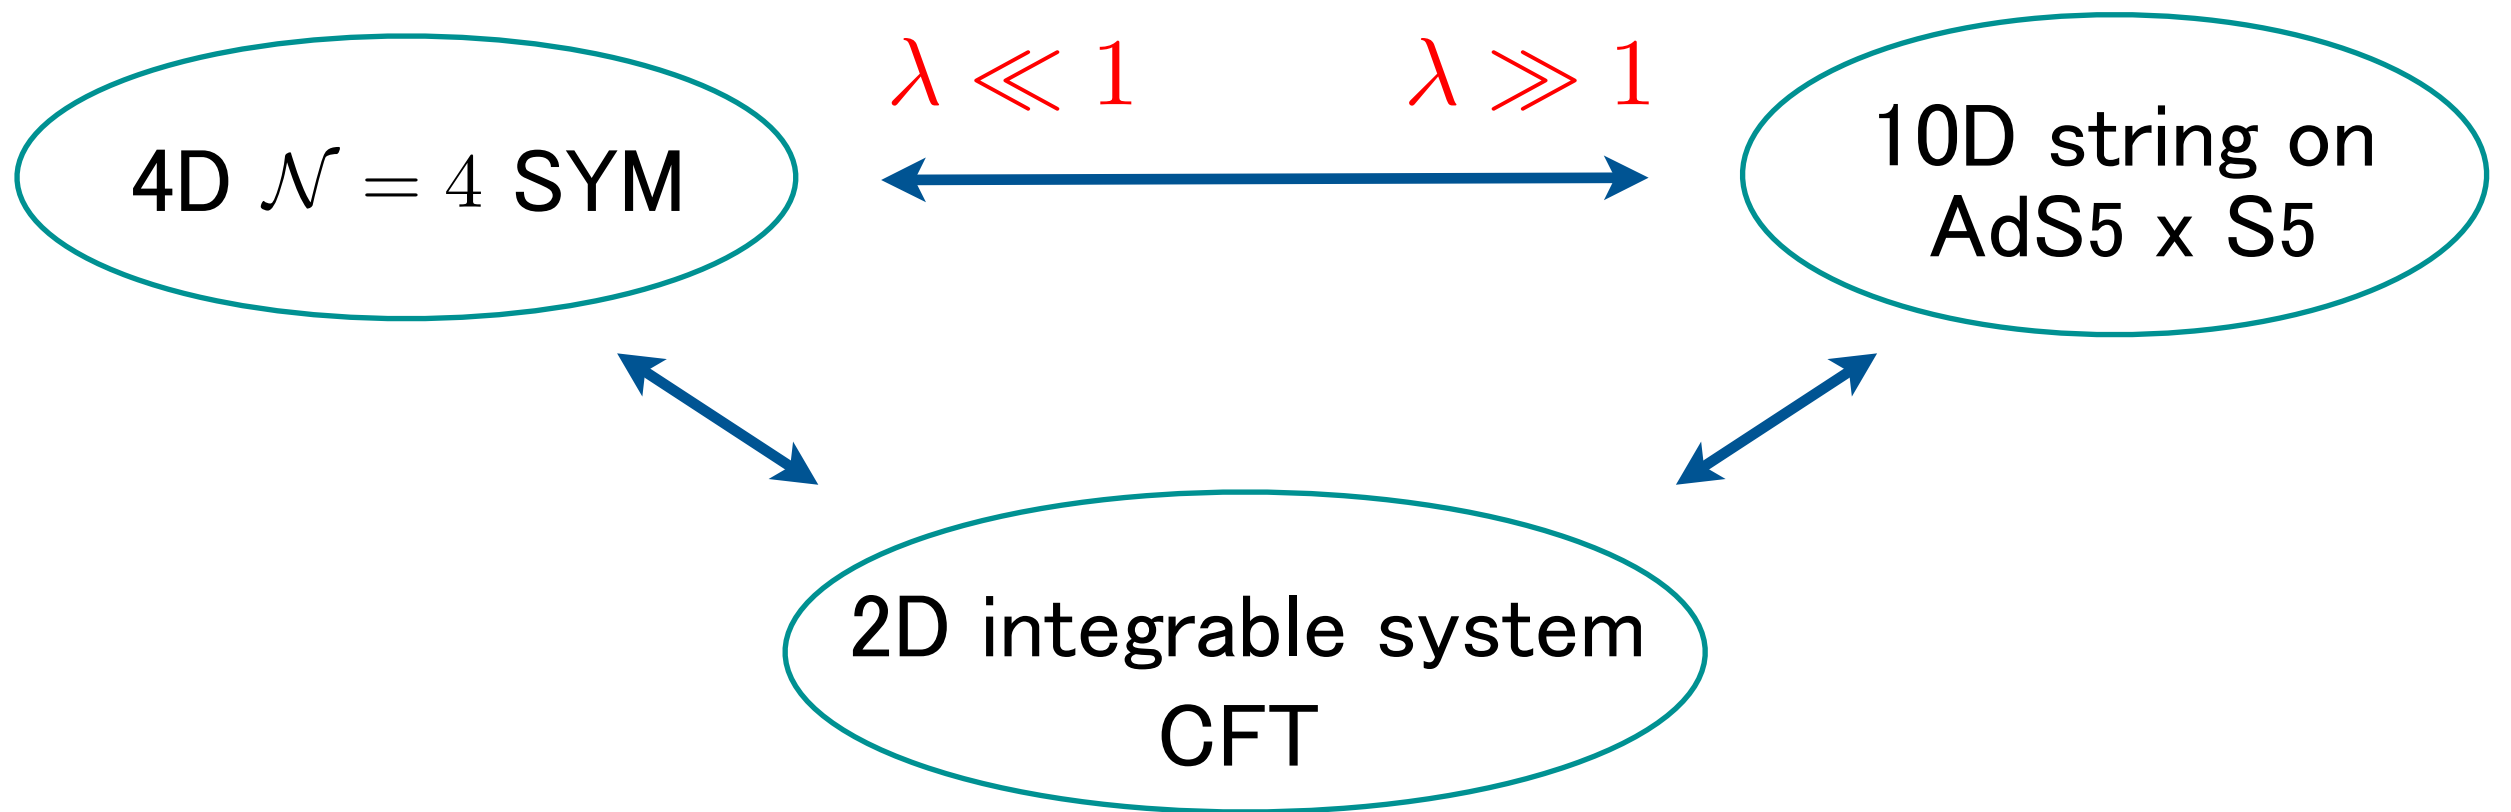 4D 𝒩 = 4 SYM
λ ≪ 1
λ ≫ 1
10D string on
AdS5 x S5
2D integrable system
CFT